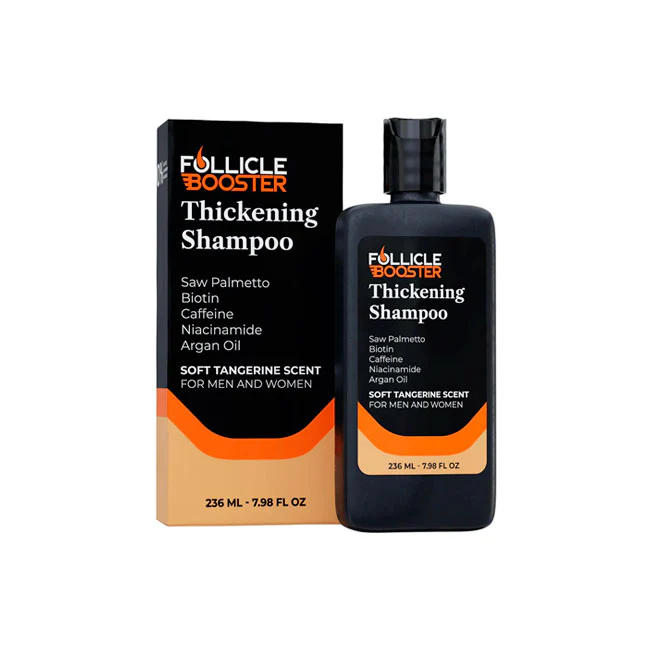 FOLLICLE
BOOSTER
Thickening
Shampoo
Saw Palmetto
Biotin
Caffeine
Niacinamide
Argan Oil
SOFT TANGERINE SCENT
FOR MEN AND WOMEN
236 ML - 7.98 FL OZ
FOLLICLE
BOOSTER
Thickening
Shampoo
Saw Palmetto
Biotin
Caffeine
Niacinamide
Argan Oil
SOFT TANGERINE SCENT
FOR MEN AND WOMEN
236 ML - 7.98 FL OZ